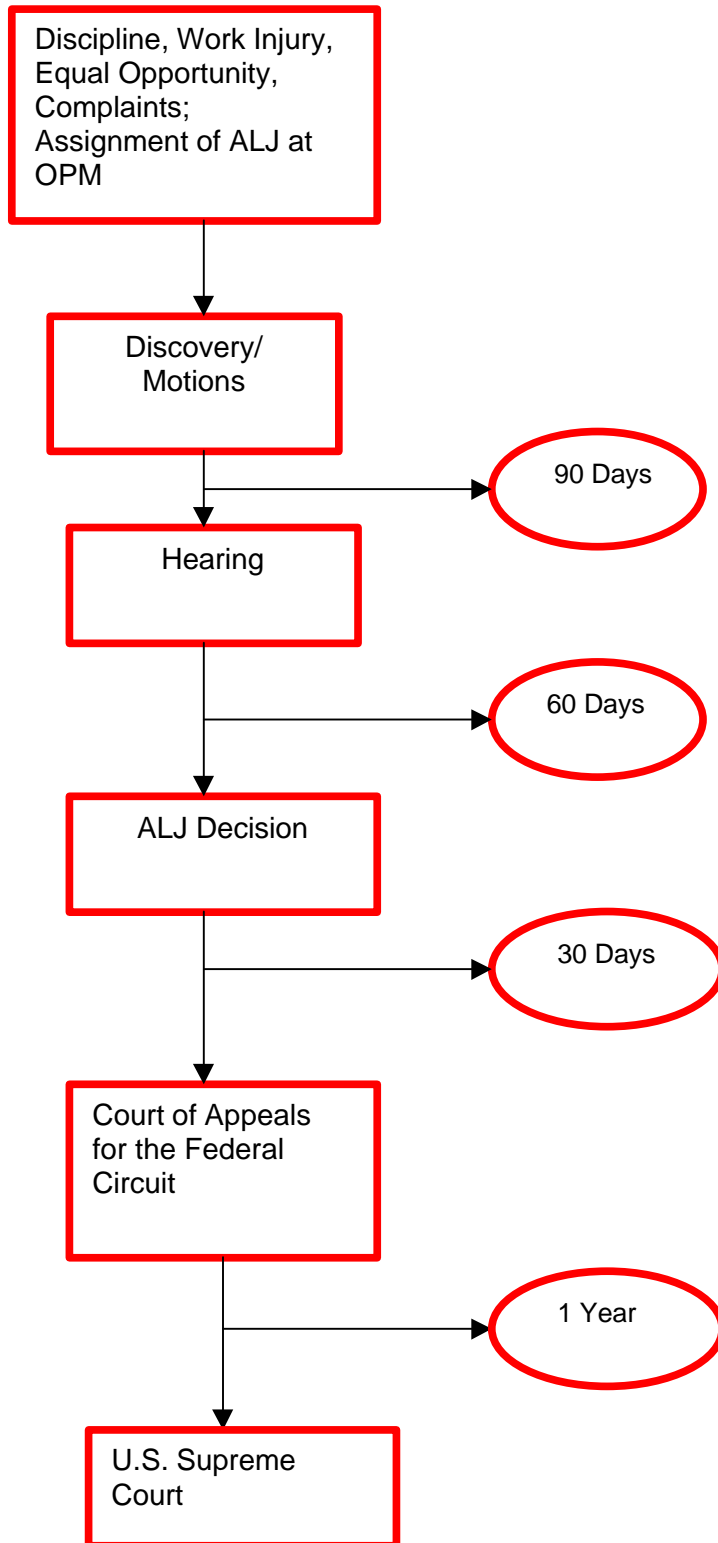 Discipline, Work Injury,
Equal Opportunity,
Complaints;
Assignment of ALJ at
OPM
Discovery/
Motions
90 Days
Hearing
60 Days
ALJ Decision
30 Days
Court of Appeals
for the Federal
Circuit
1 Year
U.S. Supreme
Court